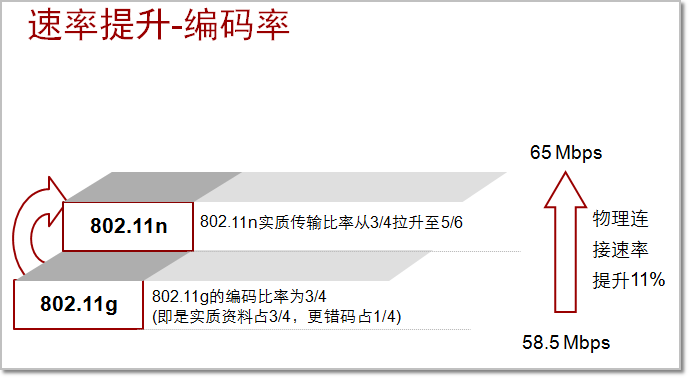 速率提升-编码率
65 Mbps
802.11n
802.11n实质传输比率从3/4拉升至5/6
物理连
接速率
提升11%
802.11g
802.11g的编码比率为3/4
(即是实质资料占3/4，更错码占1/4)
58.5 Mbps